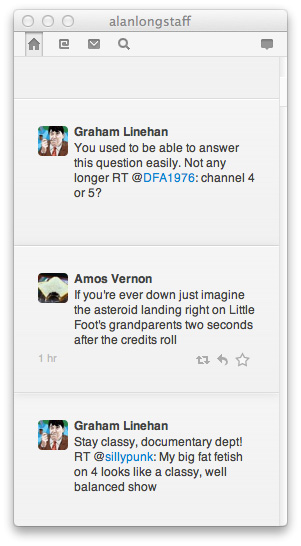 alanlongstaff
Graham Linehan
You used to be able to answer
this question easily. Not any
longer RT @DFA1976: channel 4
or 5?
Amos Vernon
If you're ever down just imagine
the asteroid landing right on Little
Foot's grandparents two seconds
after the credits roll
1 hr
Graham Linehan
Stay classy, documentary dept!
RT @sillypunk: My big fat fetish
on 4 looks like a classy, well
balanced show